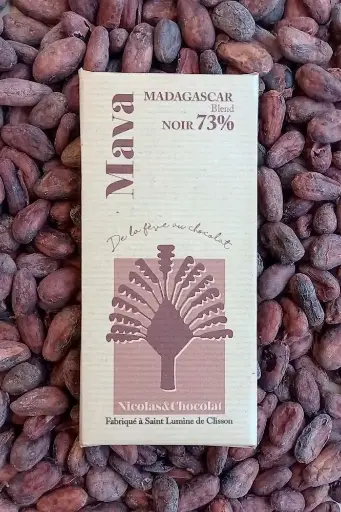 Mava
MADAGASCAR
Blend
NOIR 73%
De la fève au chocolat
Nicolas&Chocolat
Fabriqué à Saint Lumine de Clisson